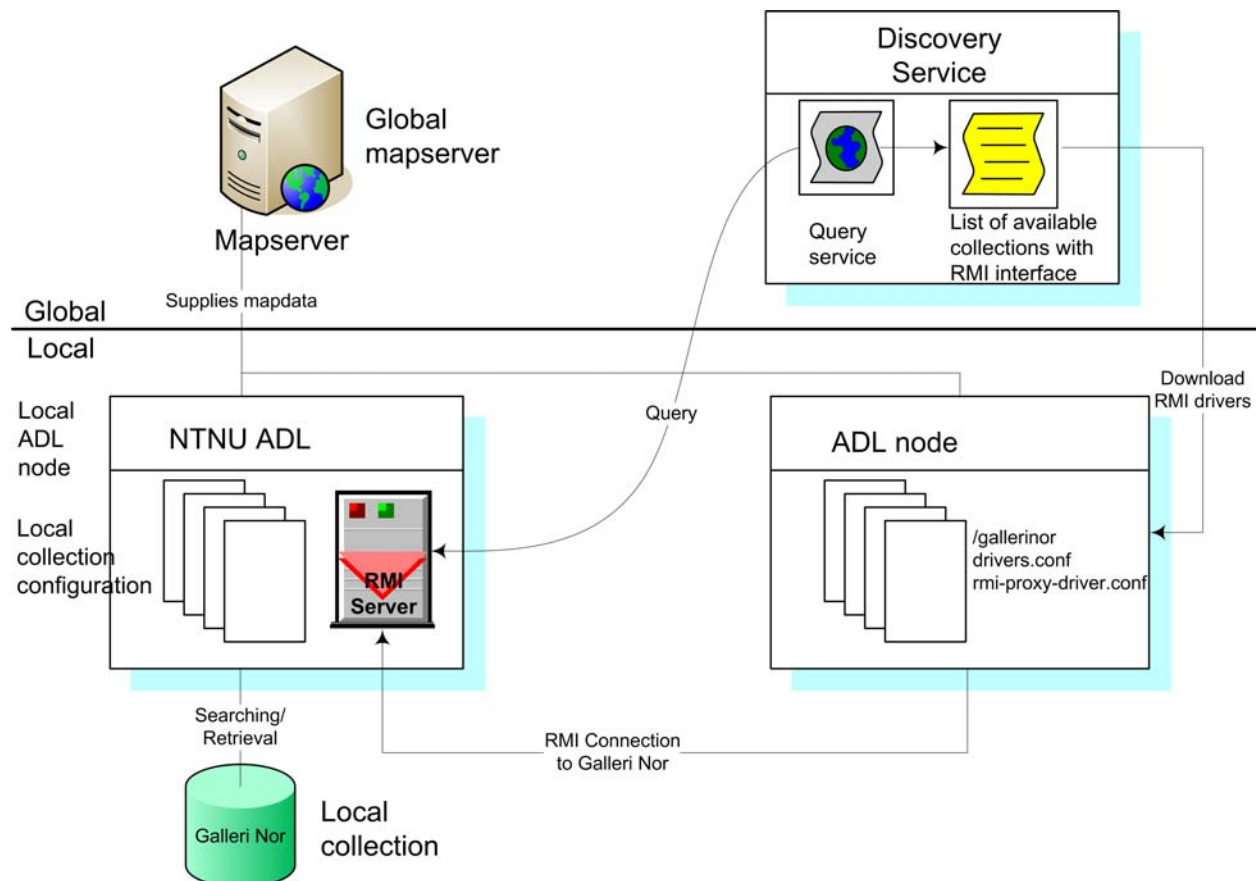 Discovery
Service
Global
mapserver
Mapserver
Query
service
List of available
collections with
RMI interface
Supplies mapdata
Global
Local
Download
RMI drivers
Query
Local
ADL
node
NTNU ADL
ADL node
Local
collection
configuration
RMI
Server
/gallerinor
drivers.conf
rmi-proxy-driver.conf
Searching/
Retrieval
RMI Connection
to Galleri Nor
Galleri Nor
Local
collection